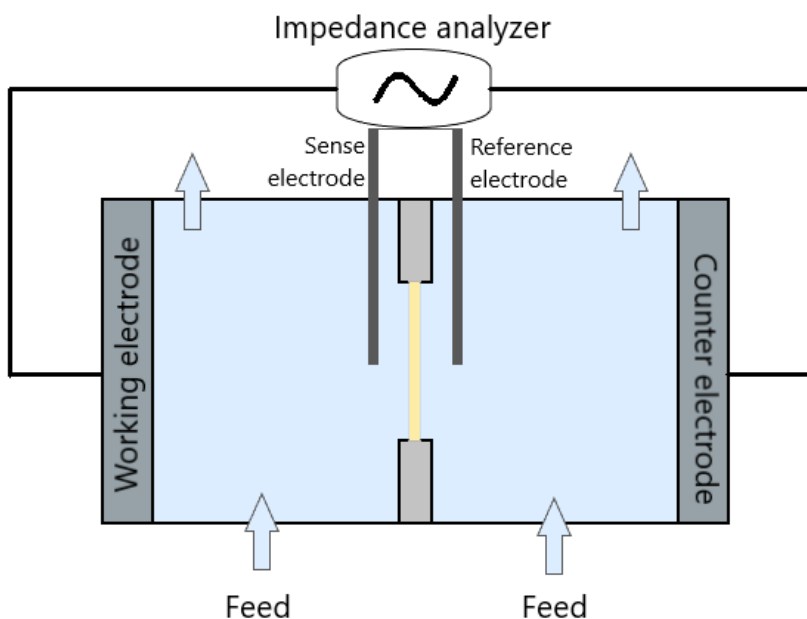 Impedance analyzer
Sense
electrode
Reference
electrode
Working electrode
Counter electrode
Feed
Feed